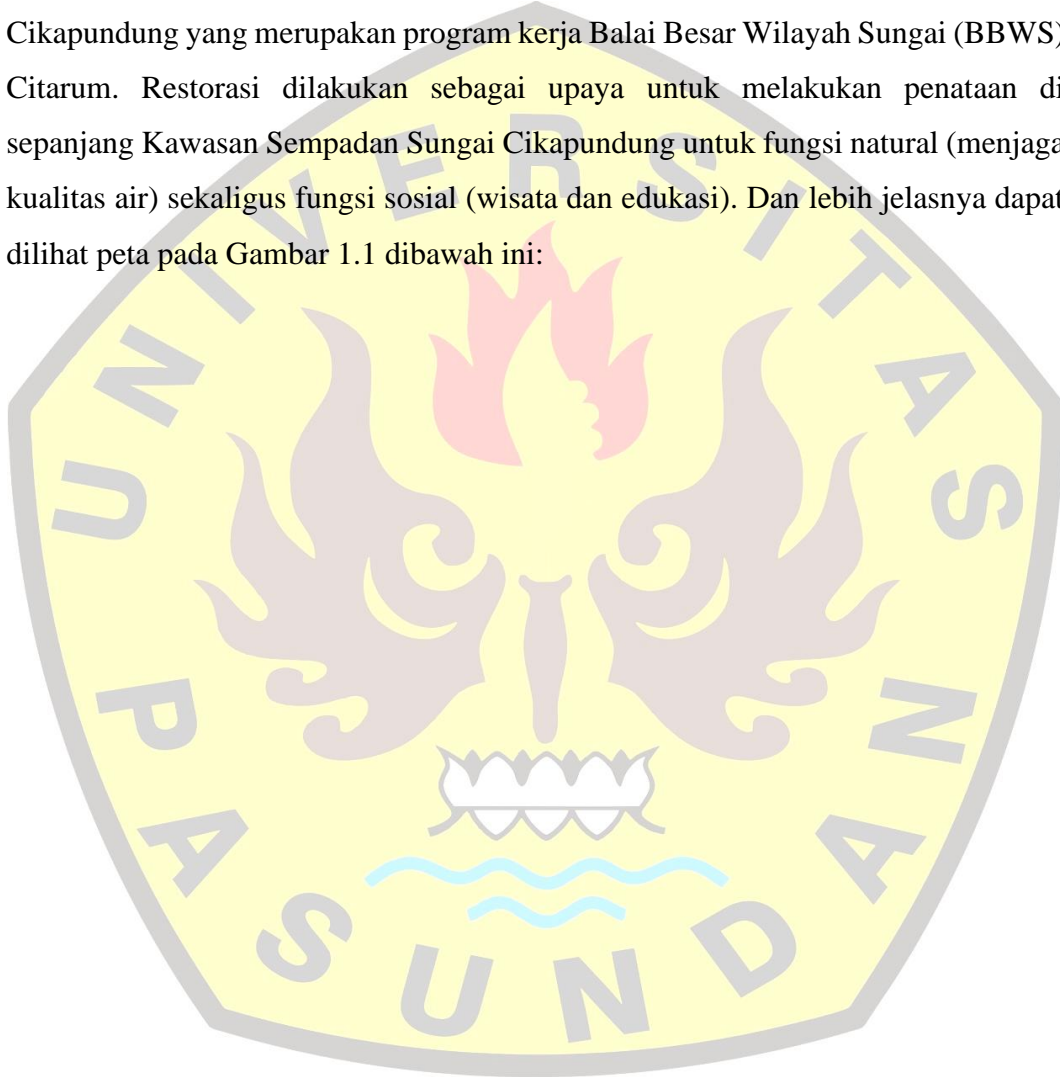 Cikapundung yang merupakan program kerja Balai Besar Wilayah Sungai (BBWS)
Citarum. Restorasi dilakukan sebagai upaya untuk melakukan penataan di
sepanjang Kawasan Sempadan Sungai Cikapundung untuk fungsi natural (menjaga
kualitas air) sekaligus fungsi sosial (wisata dan edukasi). Dan lebih jelasnya dapat
dilihat peta pada Gambar 1.1 dibawah ini:
UNIVERSITAS
PASUNDAN